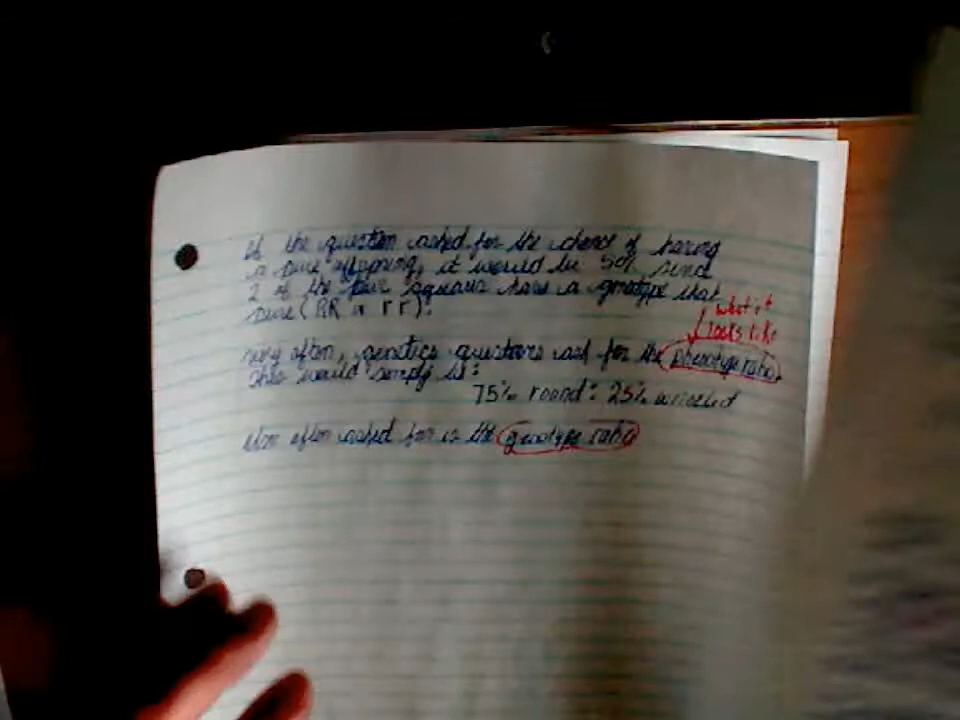 If the question asked for the chance of having
a pure offspring, it would be 50%, since
2 of the four squares have a genotype that
pure (RR or rr).
what it
looks like
Very often, genetics questions ask for the phenotype ratio.
This would simply be:
75% round : 25% wrinkled
Also often asked for is the genotype ratio